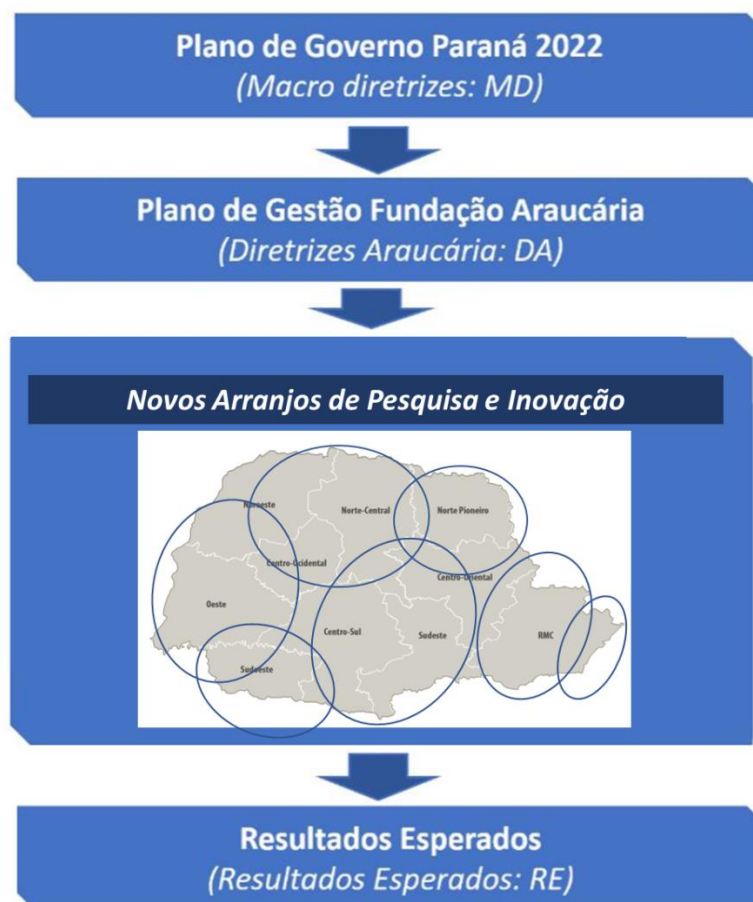 Plano de Governo Paraná 2022
(Macro diretrizes: MD)
Plano de Gestão Fundação Araucária
(Diretrizes Araucária: DA)
Novos Arranjos de Pesquisa e Inovação
Noroeste
Norte-Central
Norte Pioneiro
Centro-Ocidental
Centro-Oriental
Oeste
Centro-Sul
Sudeste
RMC
Sudoeste
Resultados Esperados
(Resultados Esperados: RE)